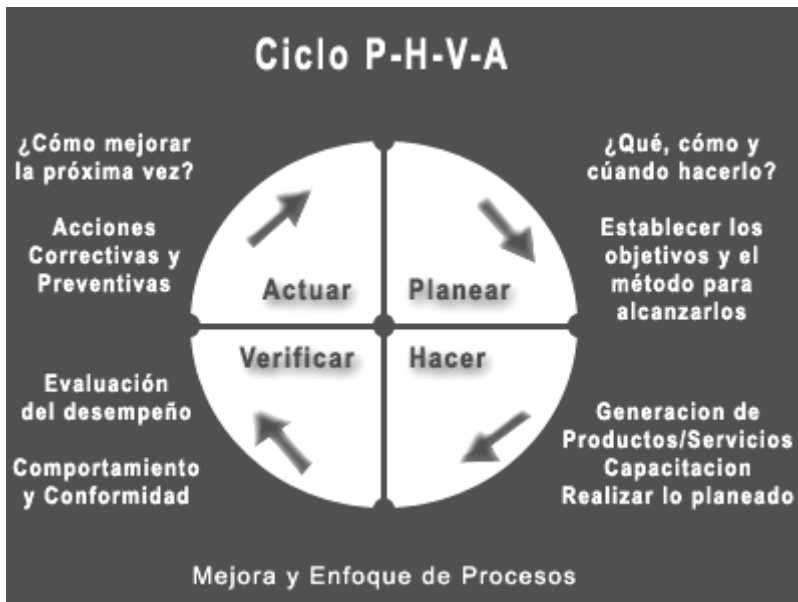 Ciclo P-H-V-A
¿Cómo mejorar
la próxima vez?
Acciones
Correctivas y
Preventivas
¿Qué, cómo y
cúando hacerlo?
Establecer los
objetivos y el
método para
alcanzarlos
Actuar
Planear
Verificar
Hacer
Evaluación
del desempeño
Comportamiento
y Conformidad
Generacion de
Productos/Servicios
Capacitacion
Realizar lo planeado
Mejora y Enfoque de Procesos